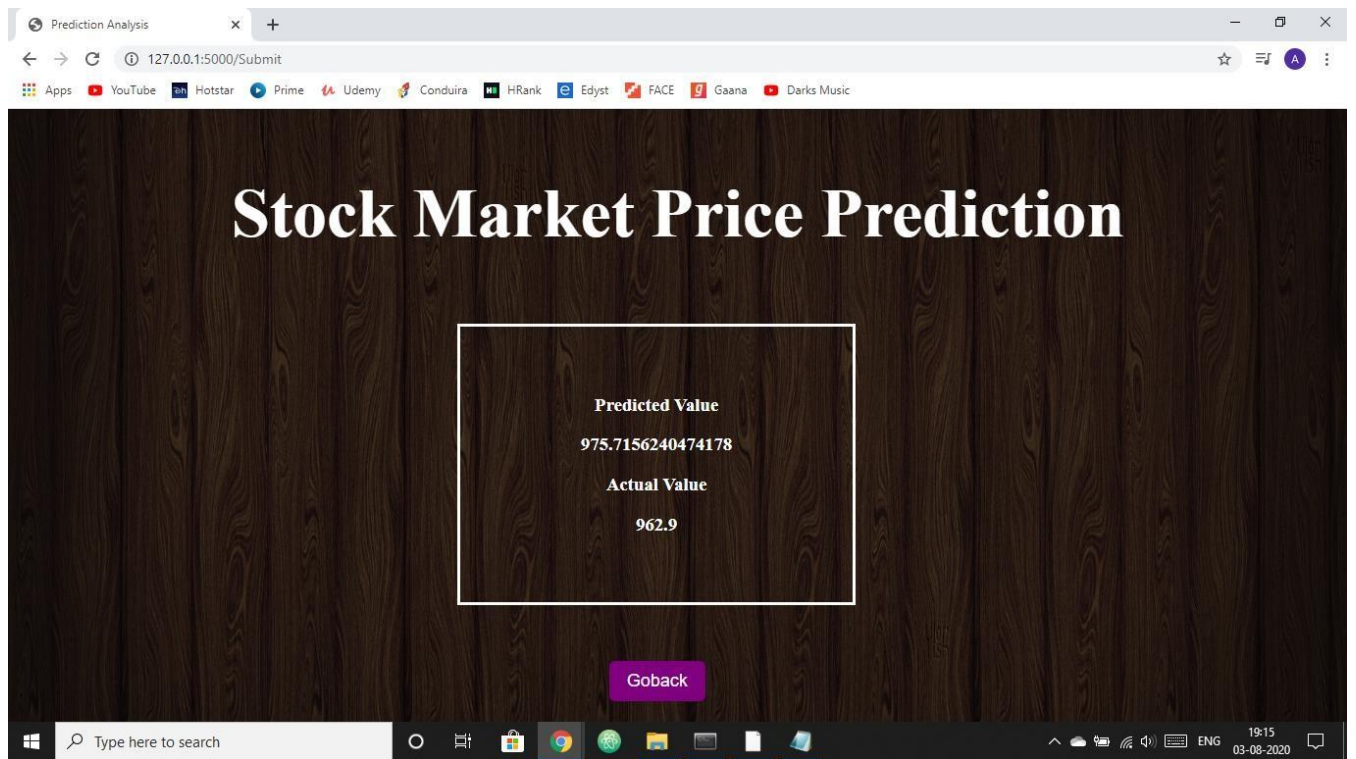 Prediction Analysis
127.0.0.1:5000/Submit
Apps YouTube Hotstar Prime Udemy Conduira HRank Edyst FACE Gaana Darks Music
A
Stock Market Price Prediction
Predicted Value
975.7156240474178
Actual Value
962.9
Goback
Type here to search
ENG
19:15
03-08-2020